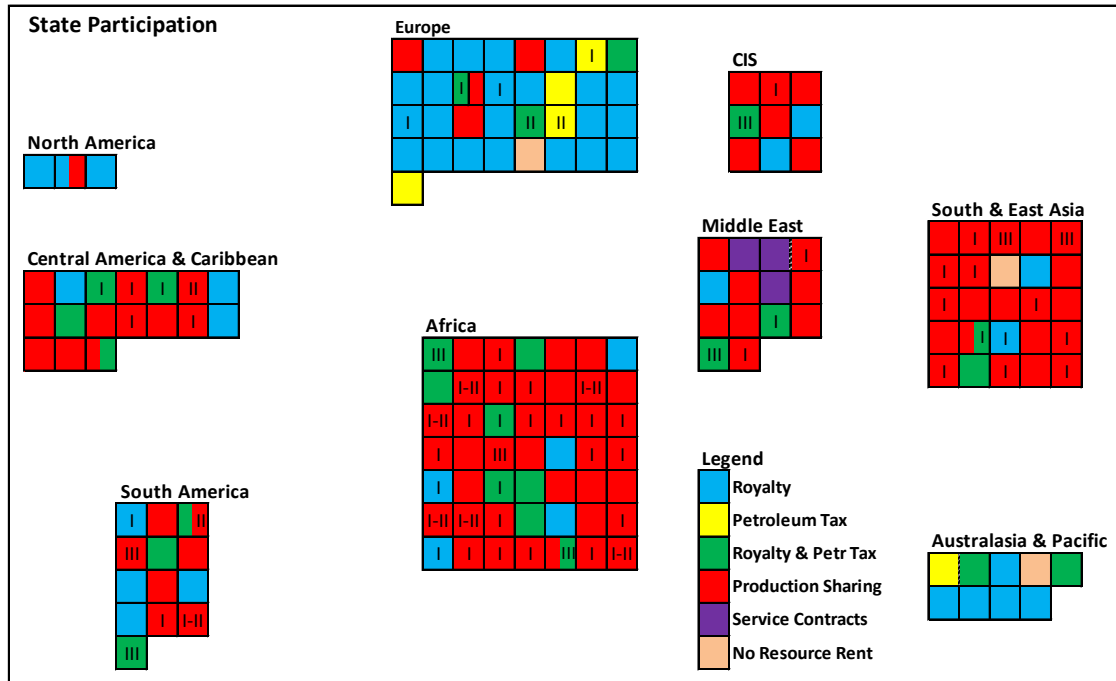 State Participation
Europe
I
I I
I II II
CIS
I
III
North America
Middle East
I
I
III I
South & East Asia
I III III
I I
I I
I I I
I I I
Central America & Caribbean
I I I II
I I
Africa
III I
I-II I I I-II
I-II I I I I I I
I III I I
I I
I-II I-II I I
I I I I III I I-II
South America
I II
III
I I-II
III
Legend
Royalty
Petroleum Tax
Royalty & Petr Tax
Production Sharing
Service Contracts
No Resource Rent
Australasia & Pacific